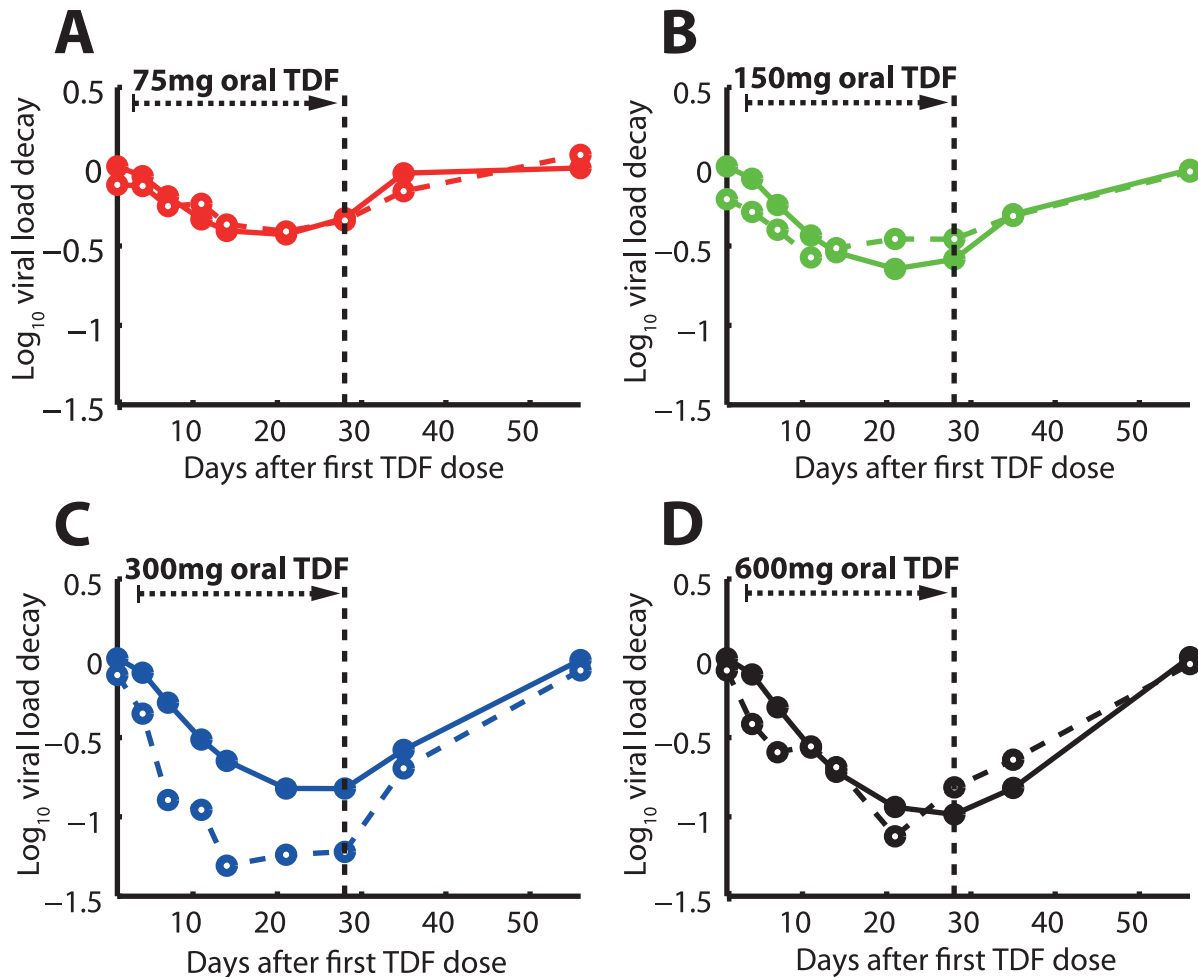 A
75mg oral TDF
0.5
0
−0.5
−1
−1.5
Log10 viral load decay
10 20 30 40 50
Days after first TDF dose
B
150mg oral TDF
0.5
0
−0.5
−1
−1.5
Log10 viral load decay
10 20 30 40 50
Days after first TDF dose
C
300mg oral TDF
0.5
0
−0.5
−1
−1.5
Log10 viral load decay
10 20 30 40 50
Days after first TDF dose
D
600mg oral TDF
0.5
0
−0.5
−1
−1.5
Log10 viral load decay
10 20 30 40 50
Days after first TDF dose